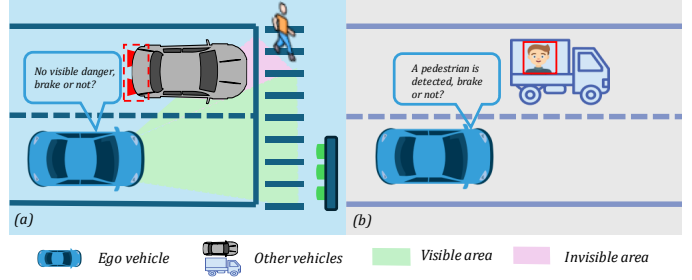 No visible danger,
brake or not?
(a)
A pedestrian is
detected, brake
or not?
(b)
Ego vehicle
Other vehicles
Visible area
Invisible area